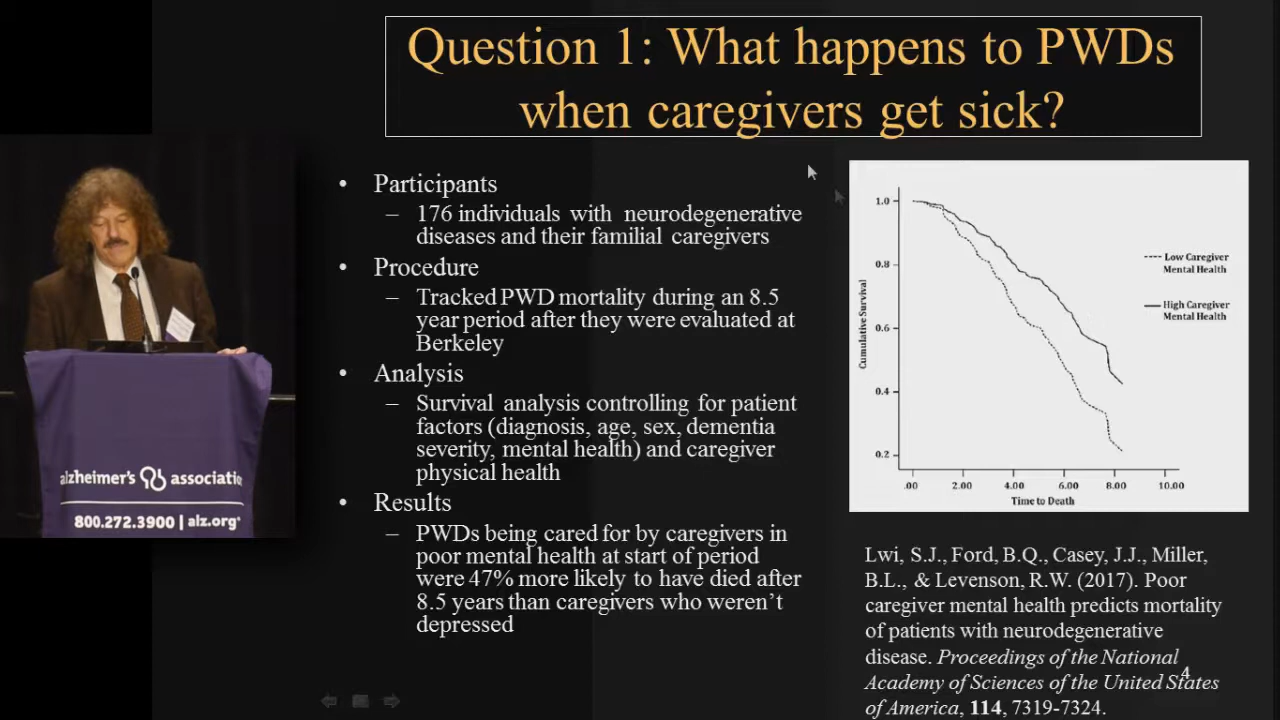 Question 1: What happens to PWDs
when caregivers get sick?
• Participants
– 176 individuals with neurodegenerative
diseases and their familial caregivers
• Procedure
– Tracked PWD mortality during an 8.5
year period after they were evaluated at
Berkeley
• Analysis
– Survival analysis controlling for patient
factors (diagnosis, age, sex, dementia
severity, mental health) and caregiver
physical health
• Results
– PWDs being cared for by caregivers in
poor mental health at start of period
were 47% more likely to have died after
8.5 years than caregivers who weren't
depressed
1.0
0.8
0.6
0.4
0.2
Cumulative Survival
.00 2.00 4.00 6.00 8.00 10.00
Time to Death
Low Caregiver
Mental Health
High Caregiver
Mental Health
Lwi, S.J., Ford, B.Q., Casey, J.J., Miller,
B.L., & Levenson, R.W. (2017). Poor
caregiver mental health predicts mortality
of patients with neurodegenerative
disease. Proceedings of the National
Academy of Sciences of the United States
of America, 114, 7319-7324.
4
alzheimer's associatio
800.272.3900 | alz.org®